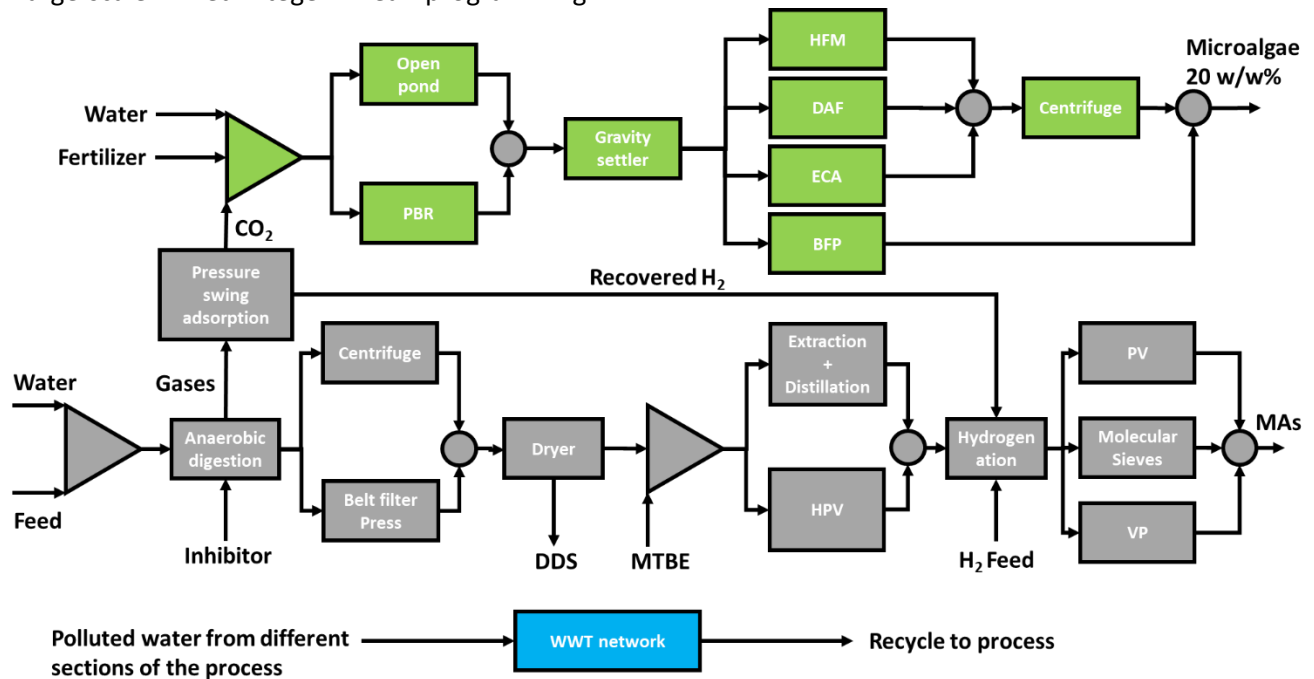 HFM
Open
pond
Microalgae
20 w/w%
Water
DAF
Centrifuge
Gravity
settler
Fertilizer
ECA
PBR
CO₂
BFP
Pressure
swing
adsorption
Recovered H₂
Centrifuge
Extraction
+
Distillation
PV
Water
Gases
MAs
Anaerobic
digestion
Dryer
Hydrogen
ation
Molecular
Sieves
Belt filter
Press
HPV
VP
Feed
Inhibitor
DDS
MTBE
H₂ Feed
Polluted water from different
sections of the process
WWT network
Recycle to process